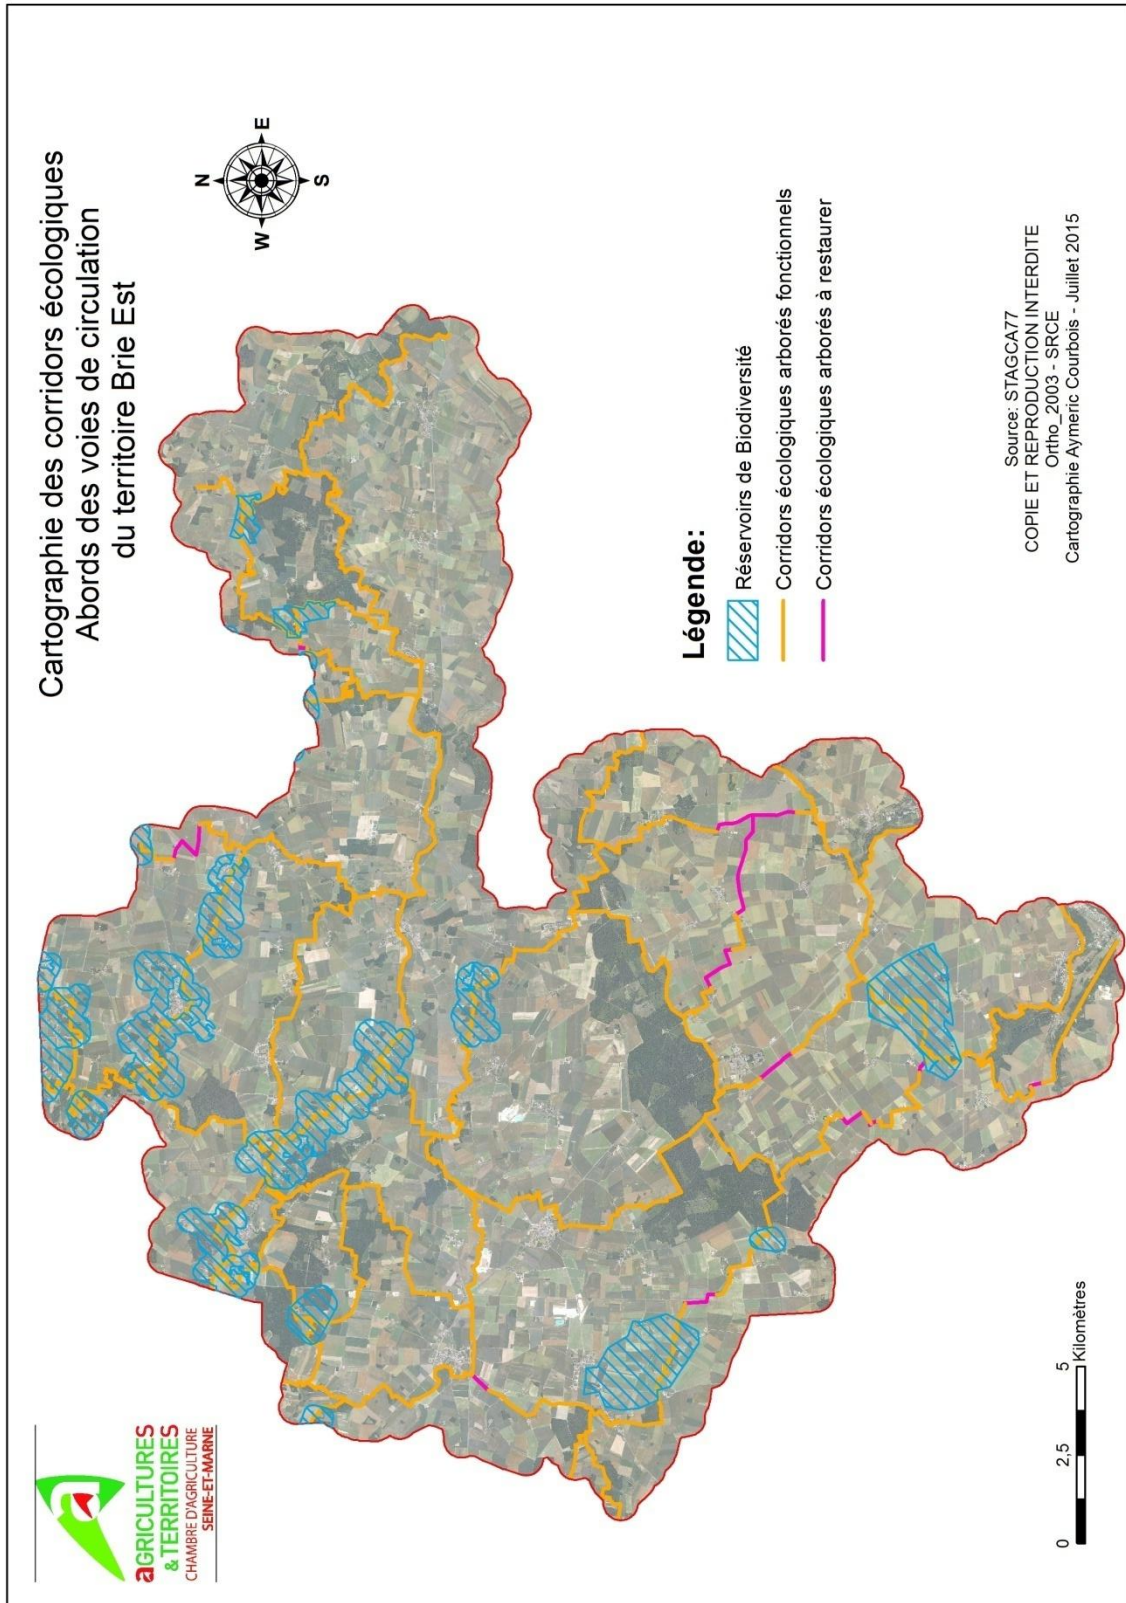 aGRICULTURES
& TERRITOIRES
CHAMBRE D'AGRICULTURE
SEINE-ET-MARNE
Cartographie des corridors écologiques
Abords des voies de circulation
du territoire Brie Est
N
W E
S
Légende:
Réservoirs de Biodiversité
Corridors écologiques arborés fonctionnels
Corridors écologiques arborés à restaurer
0 2,5 5
Kilomètres
Source: STAGCA77
COPIE ET REPRODUCTION INTERDITE
Ortho_2003 - SRCE
Cartographie Aymeric Courbois - Juillet 2015